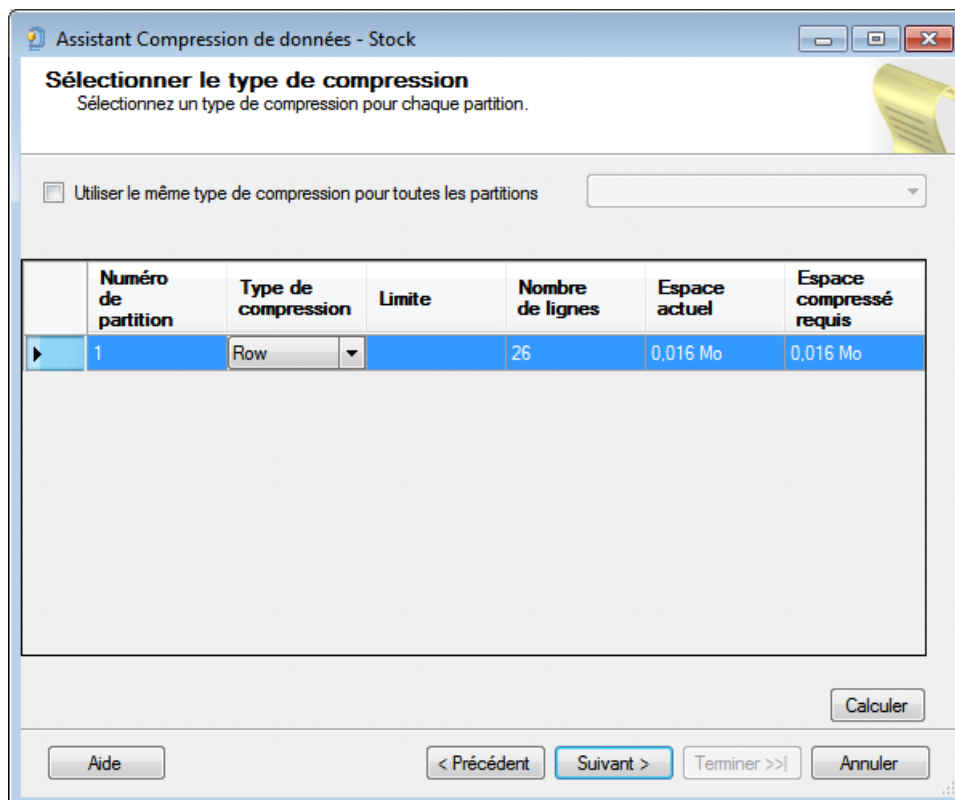 Assistant Compression de données - Stock
Sélectionner le type de compression
Sélectionnez un type de compression pour chaque partition.
Utiliser le même type de compression pour toutes les partitions
Numéro de partition Type de compression Limite Nombre de lignes Espace actuel Espace compressé requis
1 Row 26 0,016 Mo 0,016 Mo
Calculer
Aide < Précédent Suivant > Terminer >>| Annuler